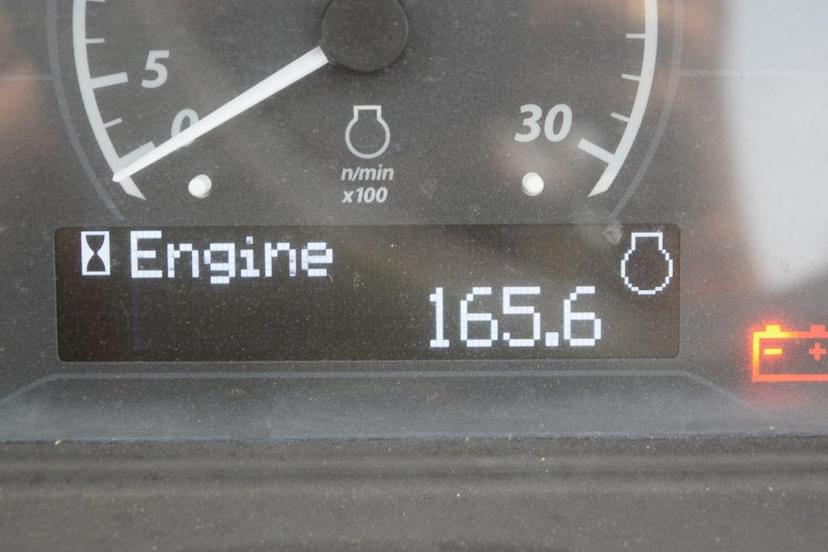 5
0
30
n/min
x100
Engine
165.6
- +